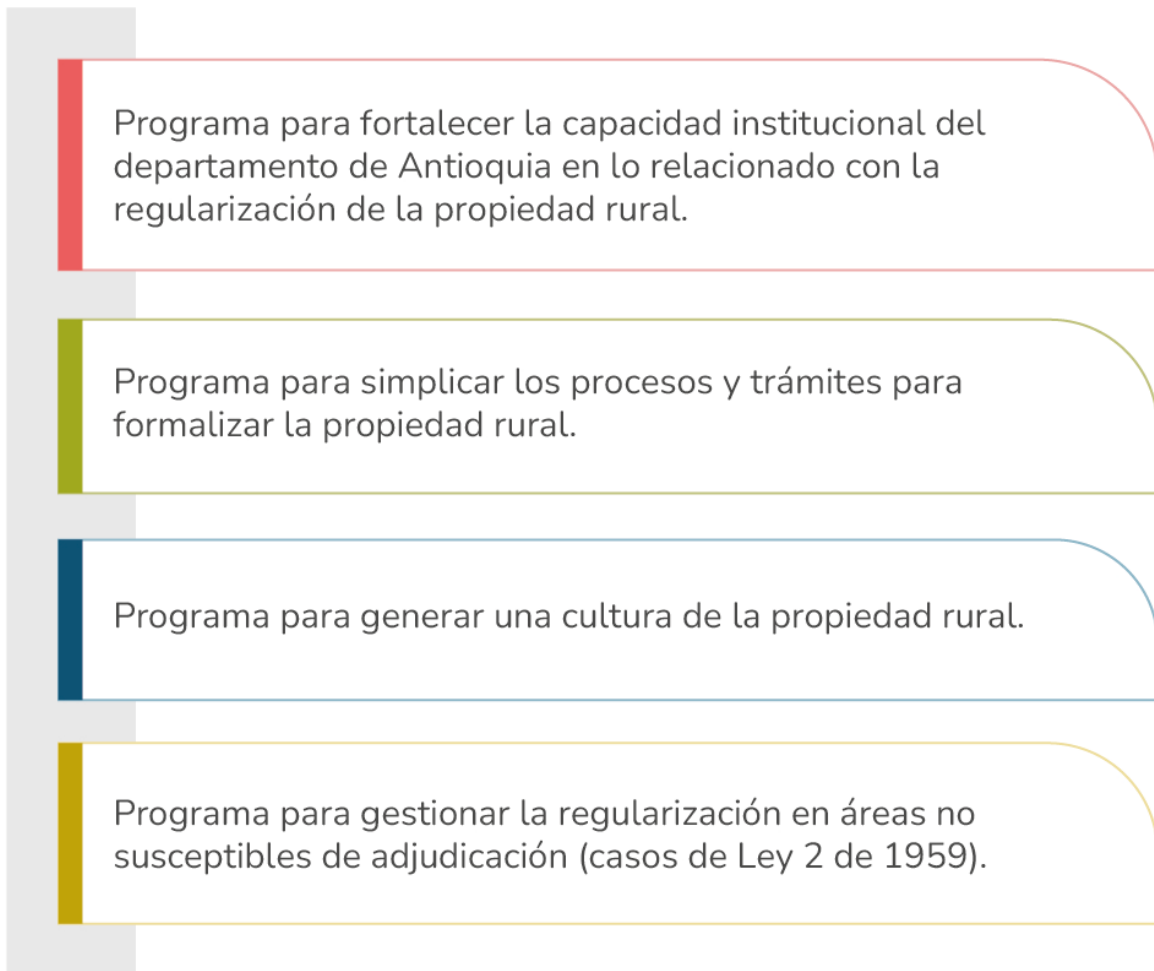 Programa para fortalecer la capacidad institucional del
departamento de Antioquia en lo relacionado con la
regularización de la propiedad rural.
Programa para simplicar los procesos y trámites para
formalizar la propiedad rural.
Programa para generar una cultura de la propiedad rural.
Programa para gestionar la regularización en áreas no
susceptibles de adjudicación (casos de Ley 2 de 1959).